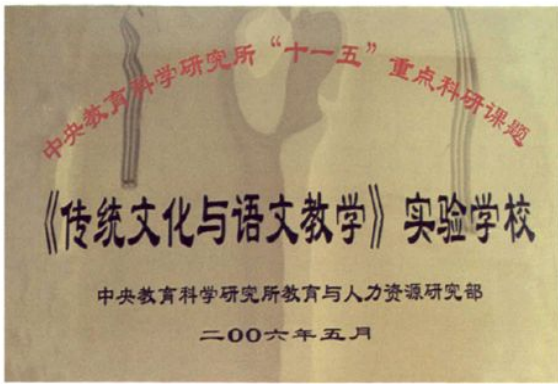 中央教育科学研究所“十一五”重点科研课题
《传统文化与语文教学》实验学校
中央教育科学研究所教育与人力资源研究部
二00六年五月